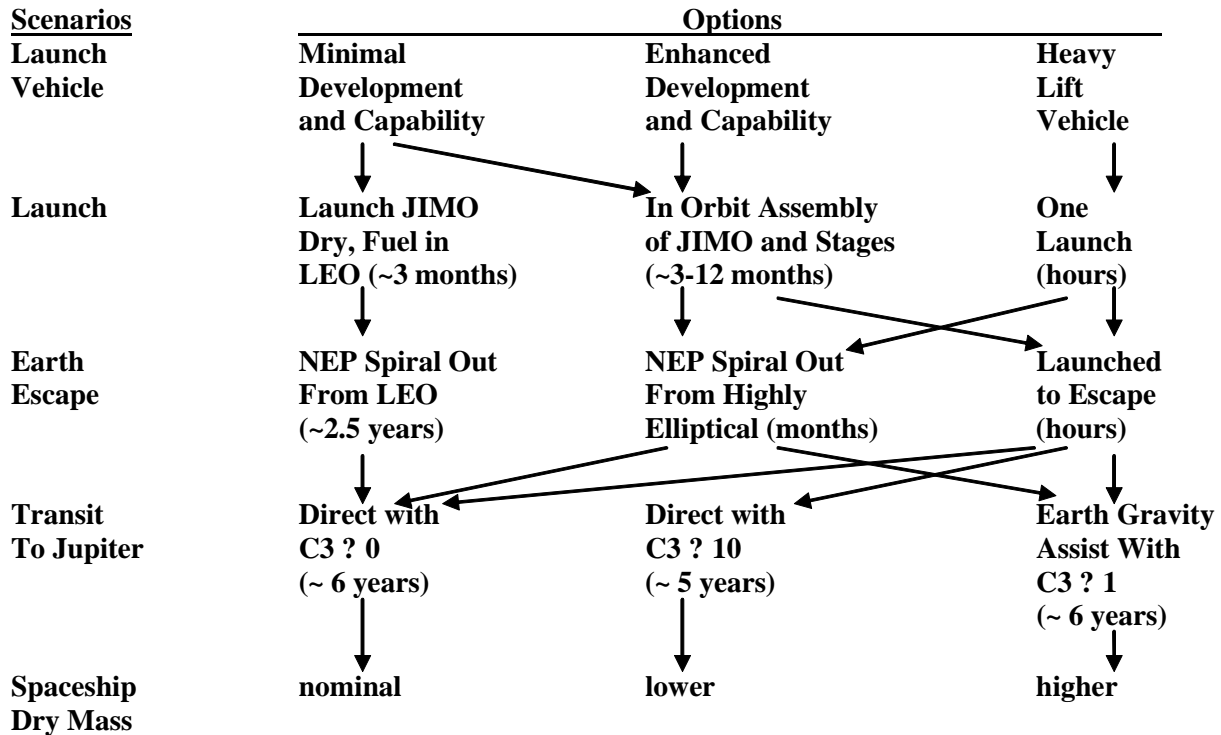 Scenarios Options
Launch Minimal Enhanced Heavy
Vehicle Development Development Lift
and Capability and Capability Vehicle
Launch Launch JIMO In Orbit Assembly One
Dry, Fuel in of JIMO and Stages Launch
LEO (~3 months) (~3-12 months) (hours)
Earth NEP Spiral Out NEP Spiral Out Launched
Escape From LEO From Highly to Escape
(~2.5 years) Elliptical (months) (hours)
Transit Direct with Direct with Earth Gravity
To Jupiter C3 ? 0 C3 ? 10 Assist With
(~ 6 years) (~ 5 years) C3 ? 1
(~ 6 years)
Spaceship nominal lower higher
Dry Mass